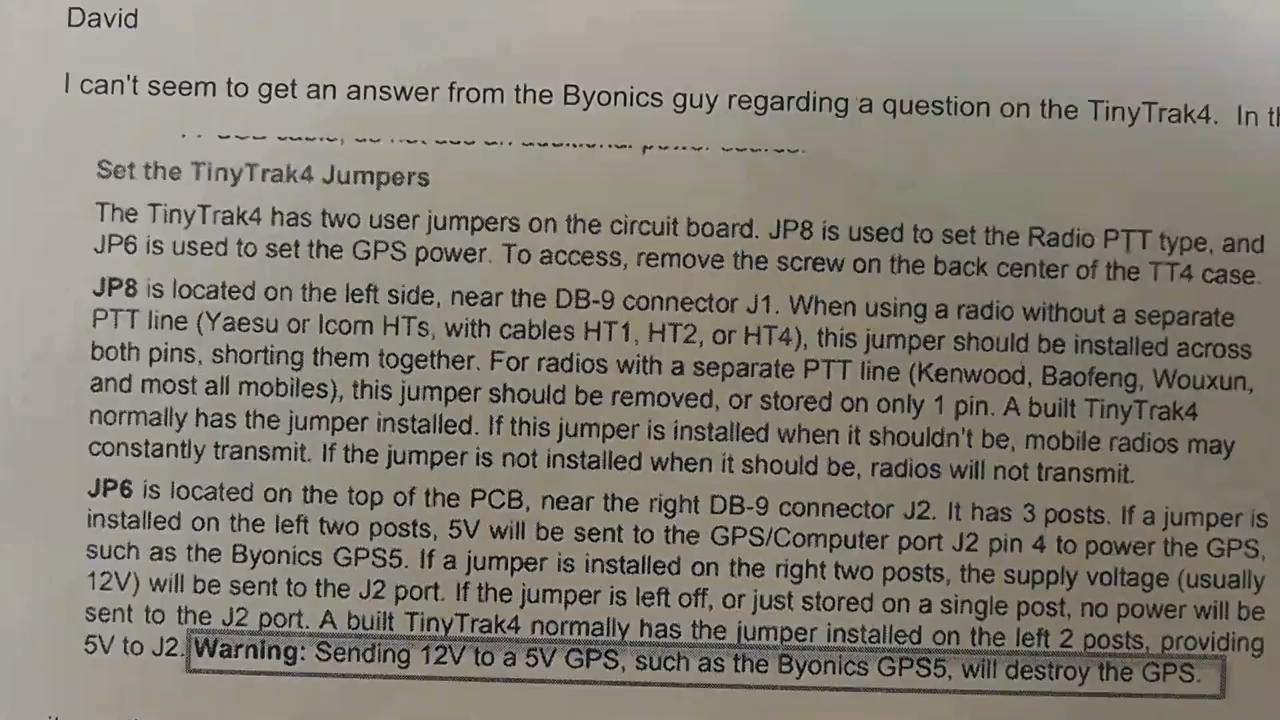 David
I can't seem to get an answer from the Byonics guy regarding a question on the TinyTrak4. In
Set the TinyTrak4 Jumpers
The TinyTrak4 has two user jumpers on the circuit board. JP8 is used to set the Radio PTT type, and
JP6 is used to set the GPS power. To access, remove the screw on the back center of the TT4 case.
JP8 is located on the left side, near the DB-9 connector J1. When using a radio without a separate
PTT line (Yaesu or Icom HTs, with cables HT1, HT2, or HT4), this jumper should be installed across
both pins, shorting them together. For radios with a separate PTT line (Kenwood, Baofeng, Wouxun,
and most all mobiles), this jumper should be removed, or stored on only 1 pin. A built TinyTrak4
normally has the jumper installed. If this jumper is installed when it shouldn't be, mobile radios may
constantly transmit. If the jumper is not installed when it should be, radios will not transmit.
JP6 is located on the top of the PCB, near the right DB-9 connector J2. It has 3 posts. If a jumper is
installed on the left two posts, 5V will be sent to the GPS/Computer port J2 pin 4 to power the GPS,
such as the Byonics GPS5. If a jumper is installed on the right two posts, the supply voltage (usually
12V) will be sent to the J2 port. If the jumper is left off, or just stored on a single post, no power will be
sent to the J2 port. A built TinyTrak4 normally has the jumper installed on the left 2 posts, providing
5V to J2. Warning: Sending 12V to a 5V GPS, such as the Byonics GPS5, will destroy the GPS.